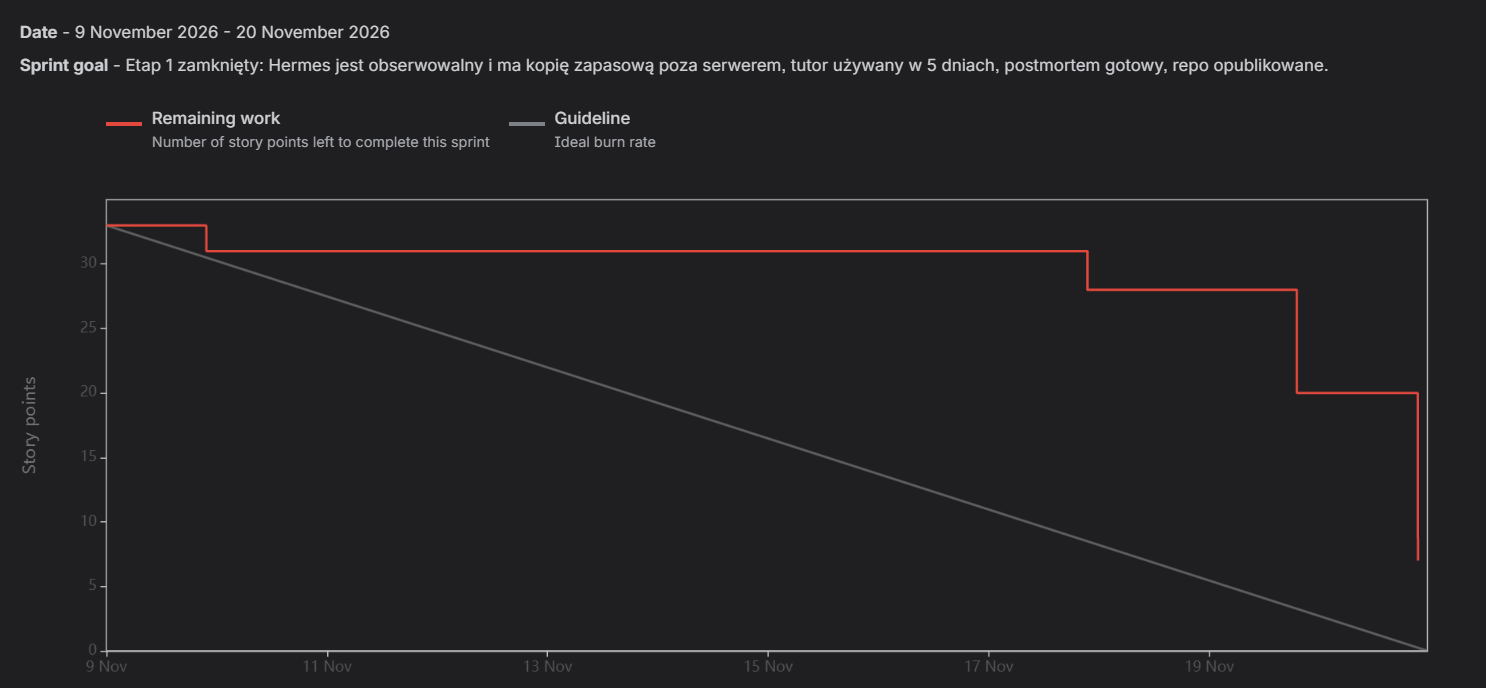 Date - 9 November 2026 - 20 November 2026
Sprint goal - Etap 1 zamknięty: Hermes jest obserwowalny i ma kopię zapasową poza serwerem, tutor używany w 5 dniach, postmortem gotowy, repo opublikowane.
Remaining work
Number of story points left to complete this sprint
Guideline
Ideal burn rate
Story points
30
25
20
15
10
5
0
9 Nov
11 Nov
13 Nov
15 Nov
17 Nov
19 Nov